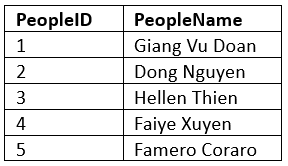 PeopleID PeopleName
1 Giang Vu Doan
2 Dong Nguyen
3 Hellen Thien
4 Faiye Xuyen
5 Famero Coraro